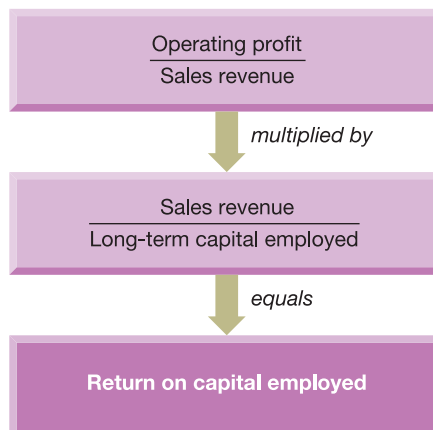 Operating profit
Sales revenue
multiplied by
Sales revenue
Long-term capital employed
equals
Return on capital employed